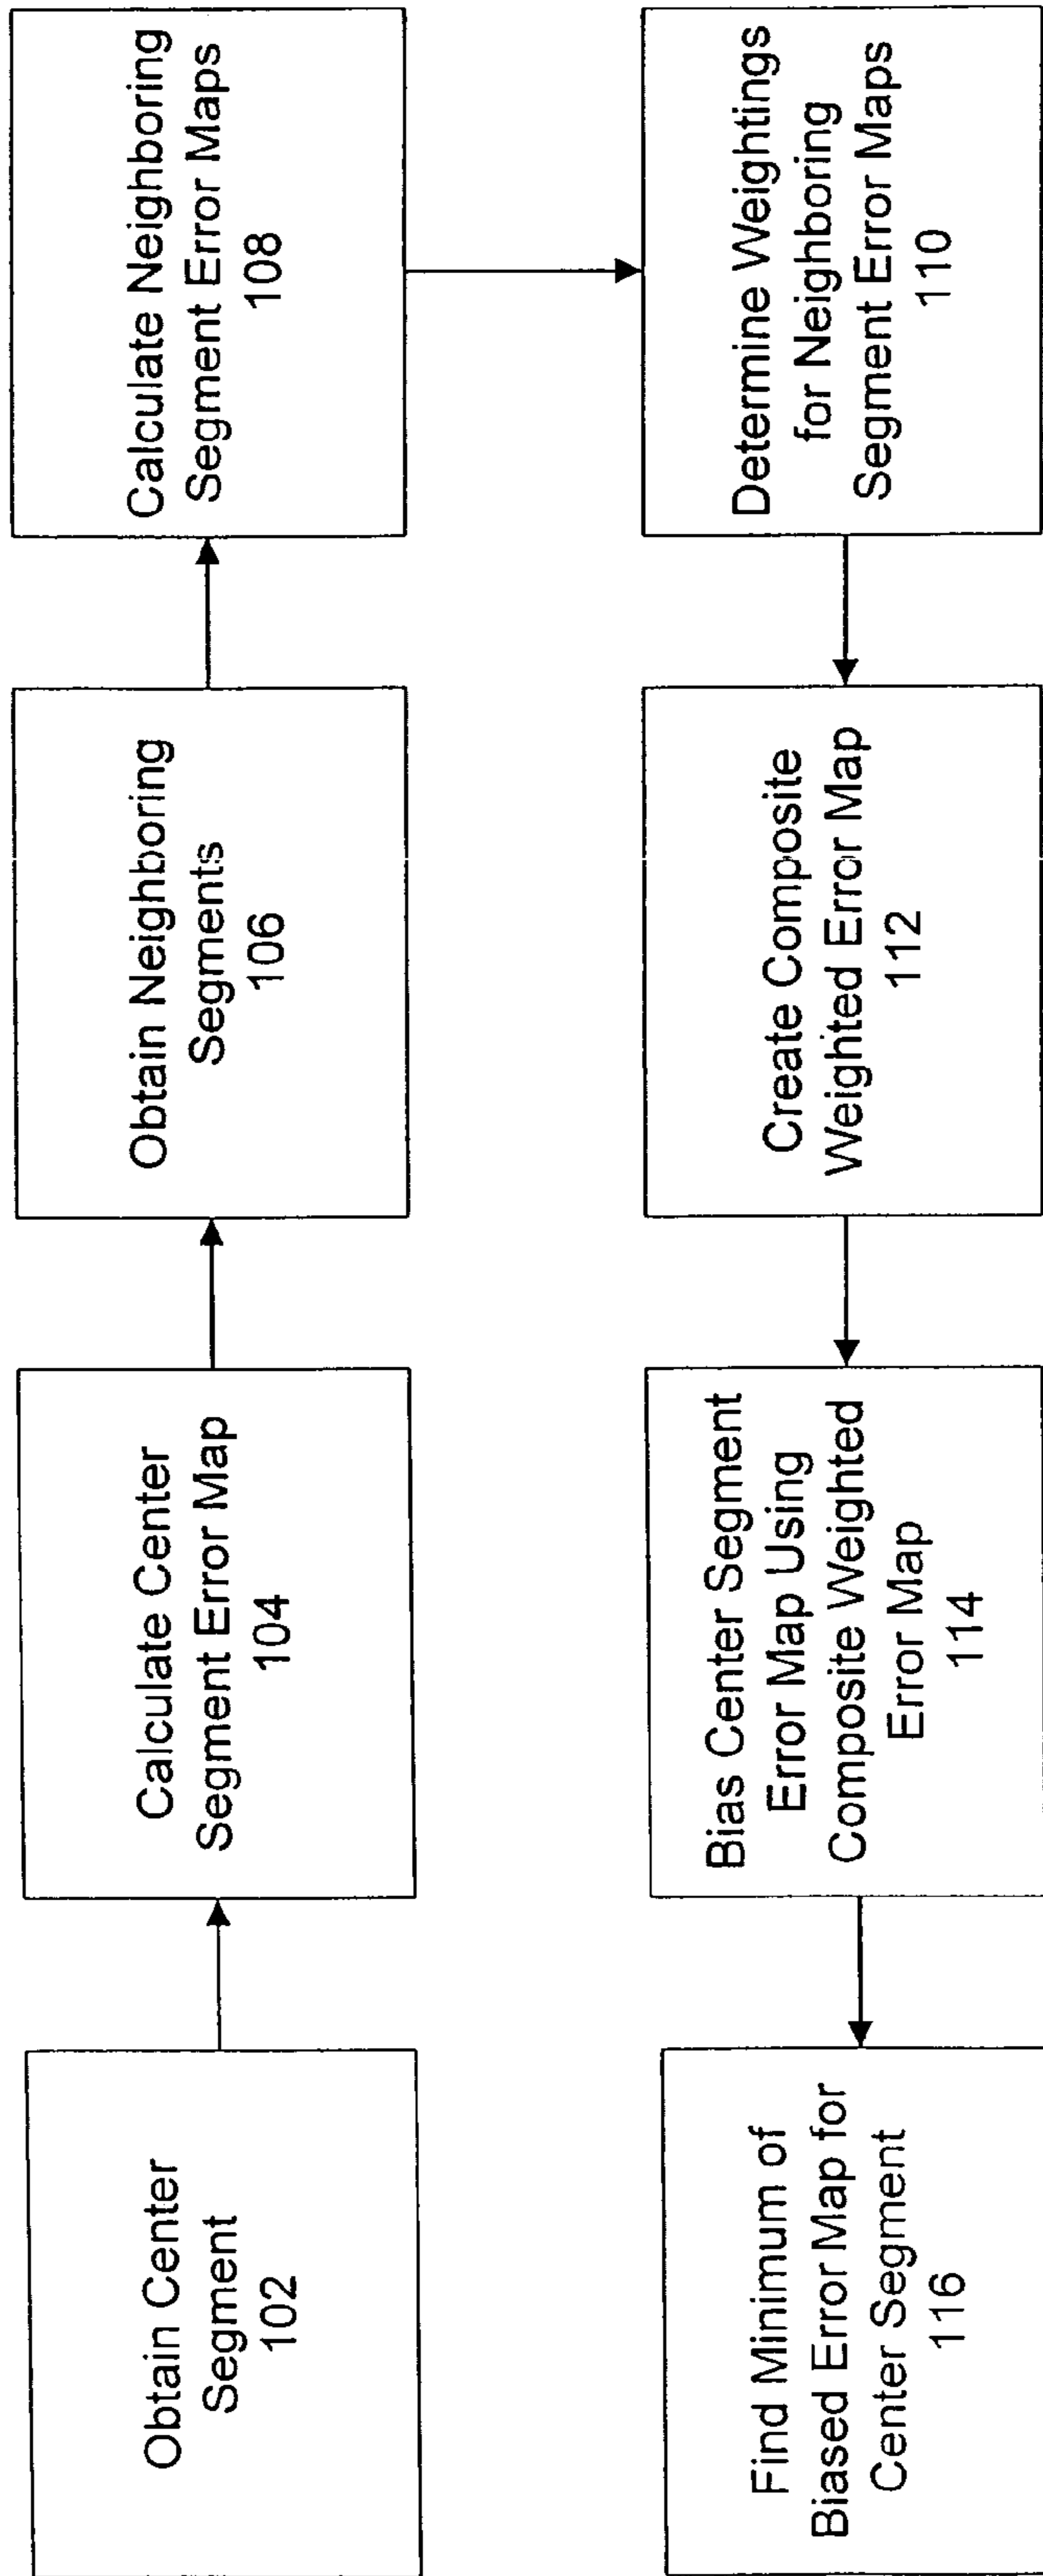 Obtain Center
Segment
102
Calculate Center
Segment Error Map
104
Obtain Neighboring
Segments
106
Calculate Neighboring
Segment Error Maps
108
Determine Weightings
for Neighboring
Segment Error Maps
110
Create Composite
Weighted Error Map
112
Bias Center Segment
Error Map Using
Composite Weighted
Error Map
114
Find Minimum of
Biased Error Map for
Center Segment
116